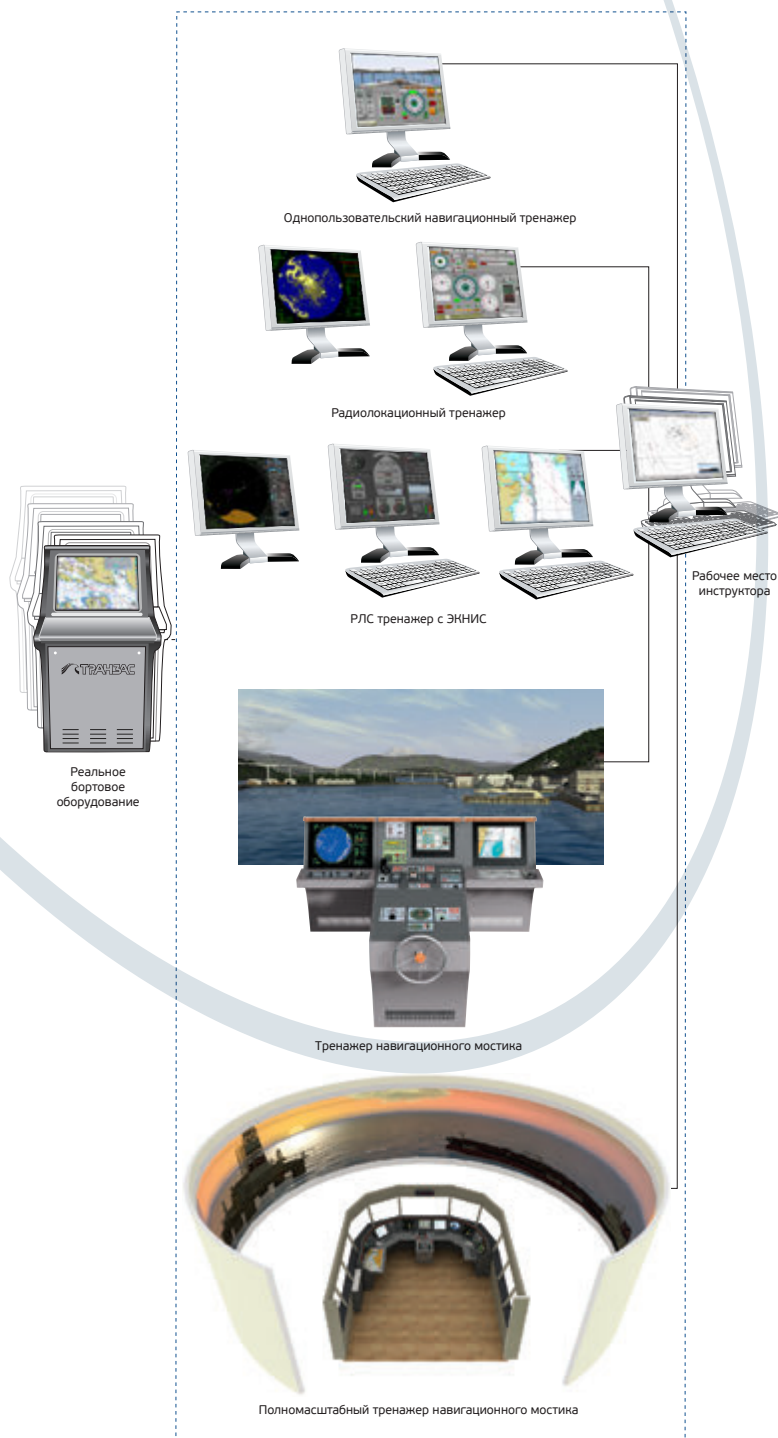 Однопользовательский навигационный тренажер
Радиолокационный тренажер
РЛС тренажер с ЭКНИС
Рабочее место
инструктора
ТРАНЗАС
Реальное
бортовое
оборудование
Тренажер навигационного мостика
Полномасштабный тренажер навигационного мостика